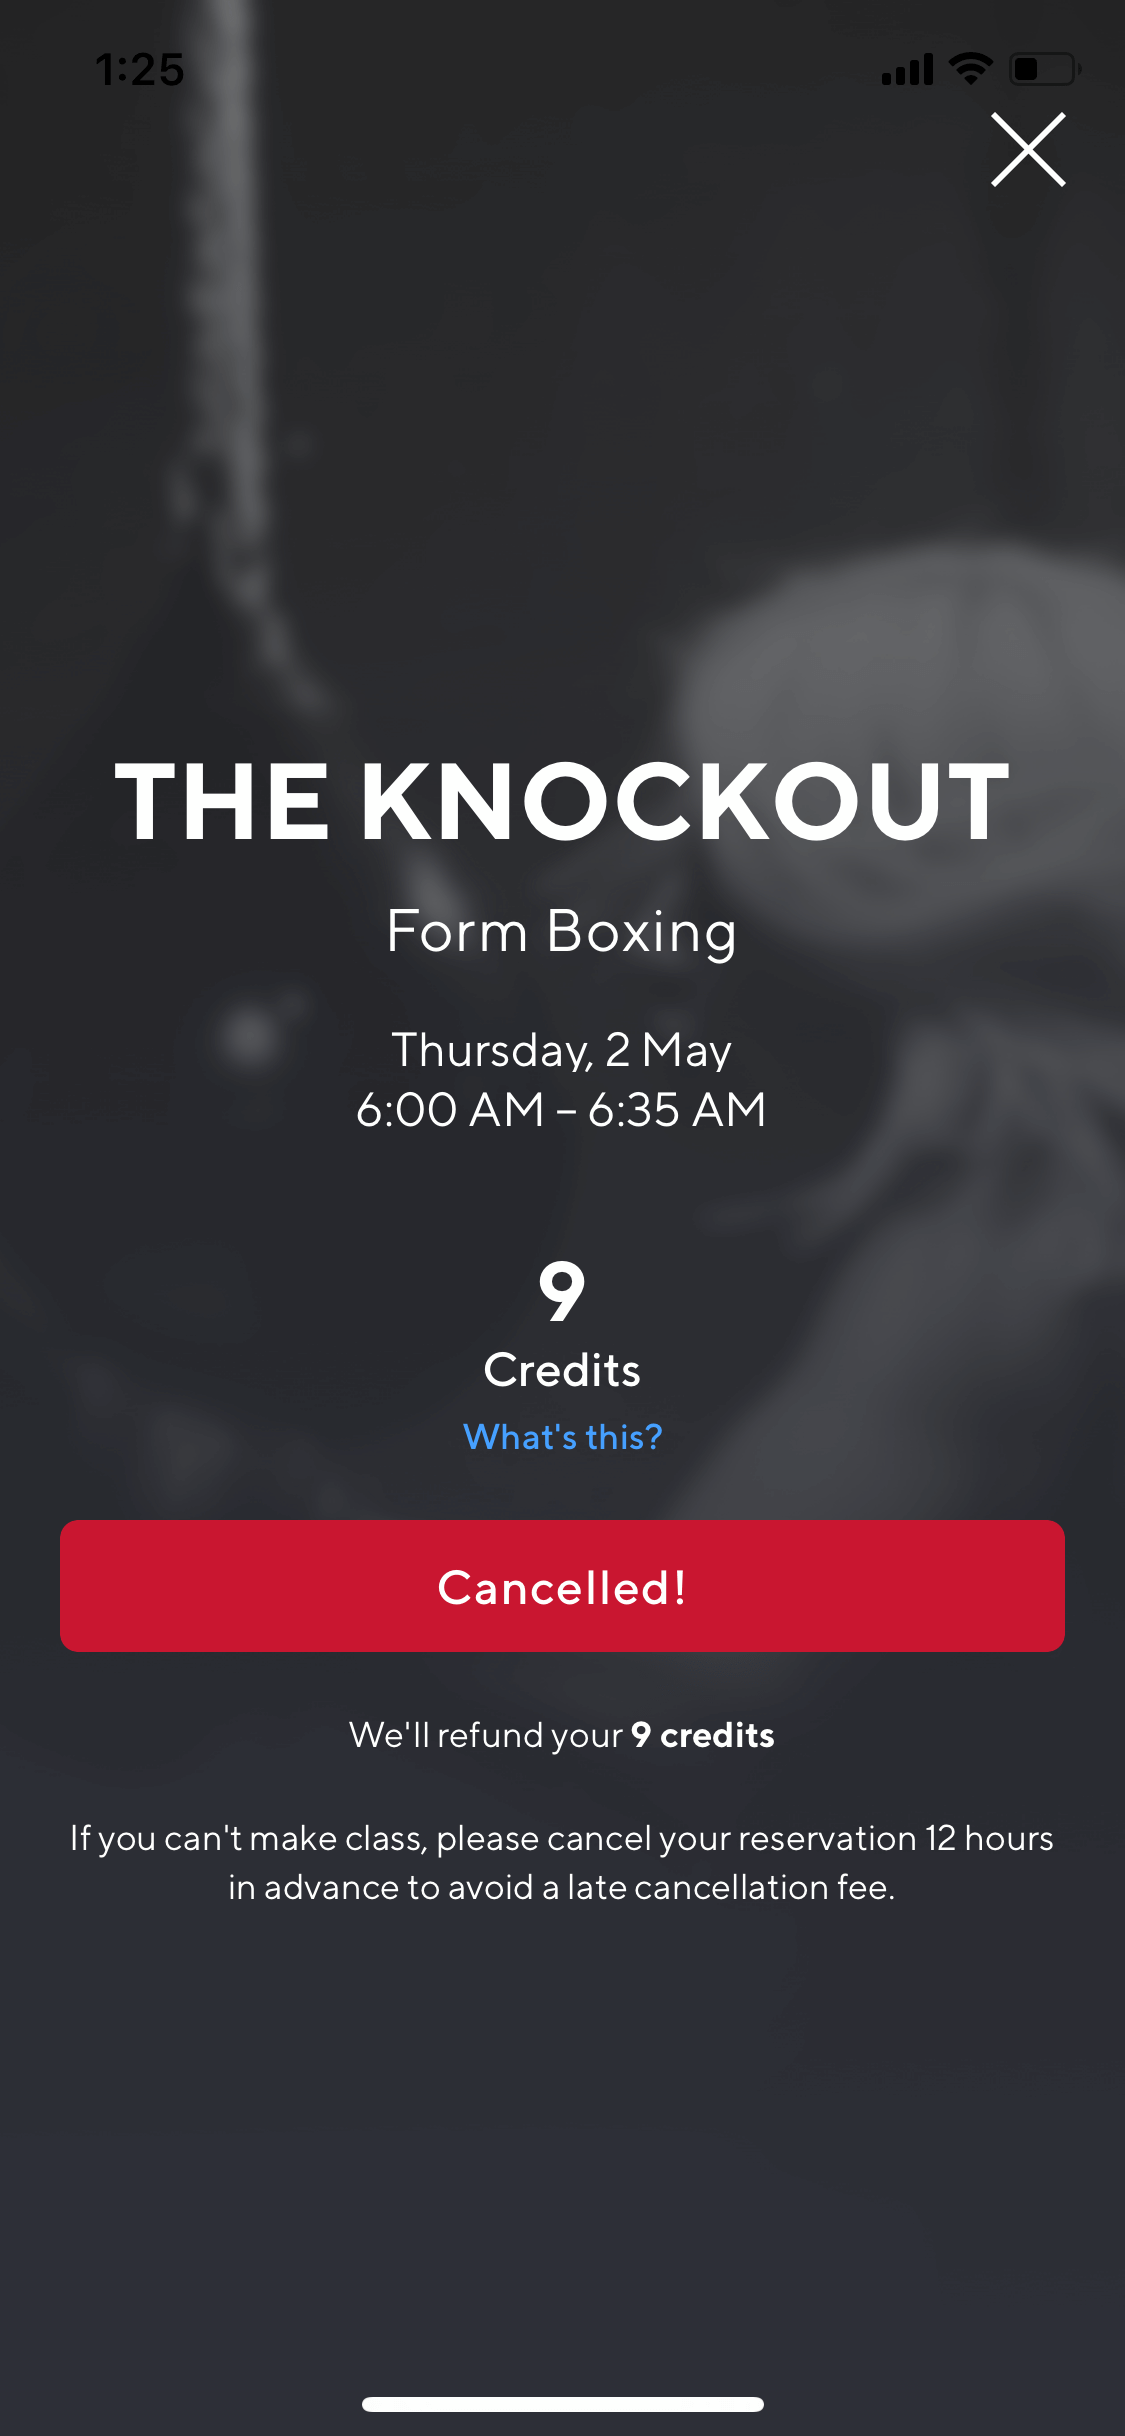 1:25
THE KNOCKOUT
Form Boxing
Thursday, 2 May
6:00 AM – 6:35 AM
9
Credits
What's this?
Cancelled!
We'll refund your 9 credits
If you can't make class, please cancel your reservation 12 hours
in advance to avoid a late cancellation fee.